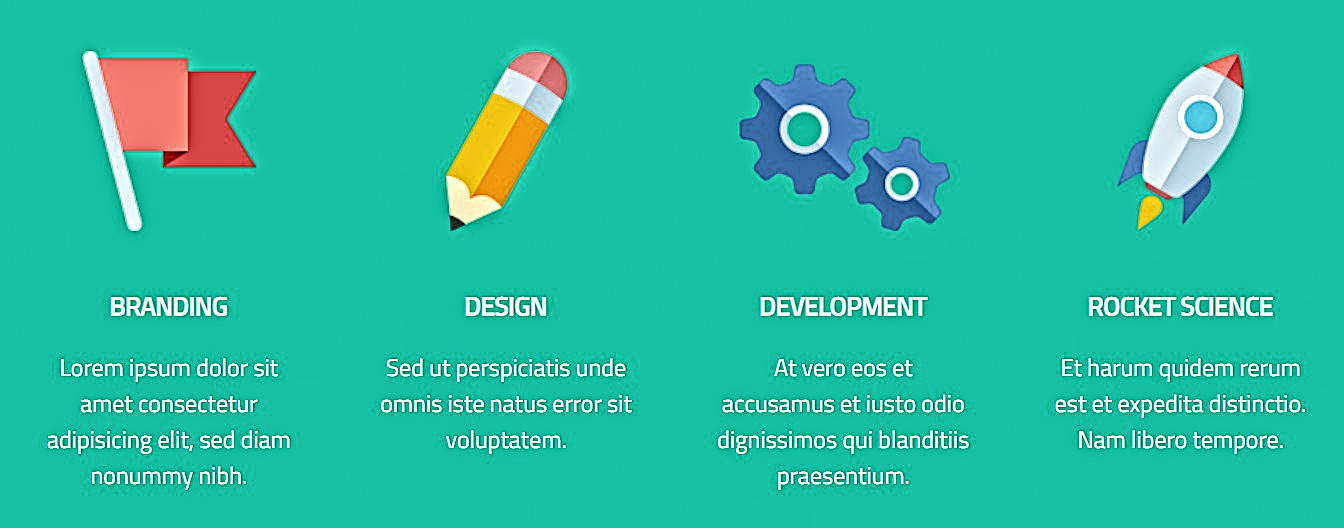 BRANDING
Lorem ipsum dolor sit
amet consectetur
adipisicing elit, sed diam
nonummy nibh.
DESIGN
Sed ut perspiciatis unde
omnis iste natus error sit
voluptatem.
DEVELOPMENT
At vero eos et
accusamus et iusto odio
dignissimos qui blanditiis
praesentium.
ROCKET SCIENCE
Et harum quidem rerum
est et expedita distinctio.
Nam libero tempore.